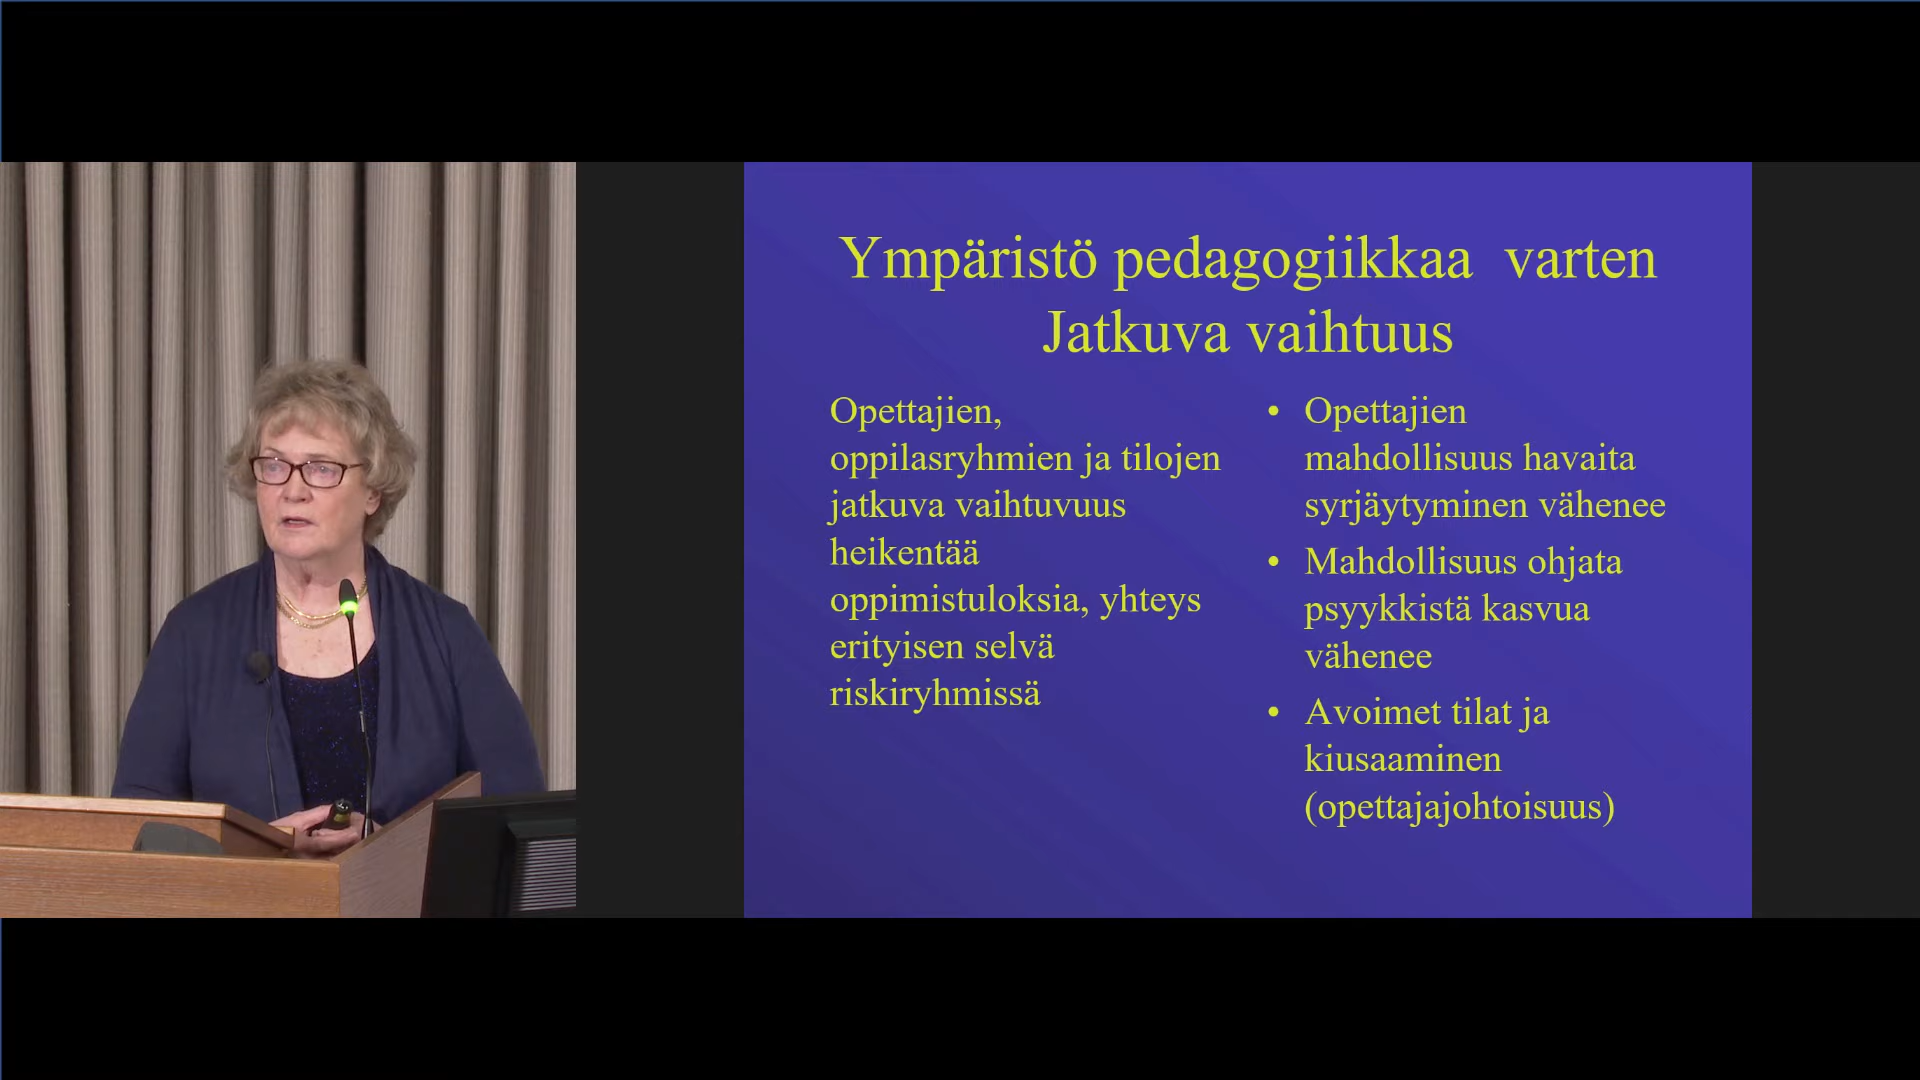 Ympäristö pedagogiikkaa varten
Jatkuva vaihtuus
Opettajien,
oppilasryhmien ja tilojen
jatkuva vaihtuvuus
heikentää
oppimistuloksia, yhteys
erityisen selvä
riskiryhmissä
• Opettajien
mahdollisuus havaita
syrjäytyminen vähenee
• Mahdollisuus ohjata
psyykkistä kasvua
vähenee
• Avoimet tilat ja
kiusaaminen
(opettajajohtoisuus)